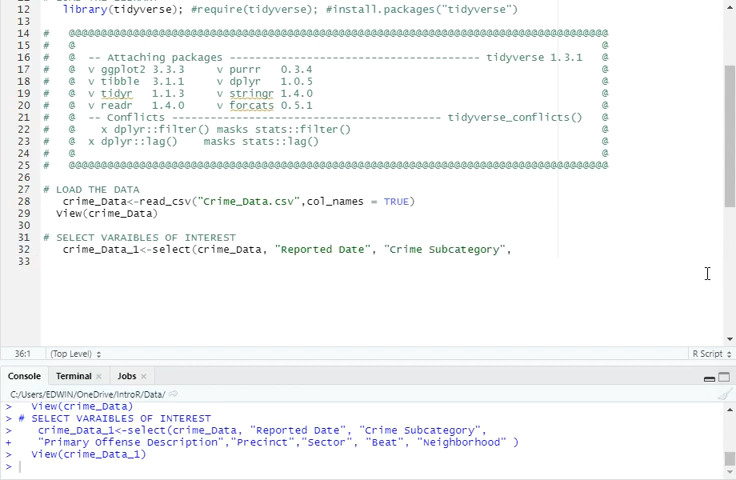 12 library(tidyverse); #require(tidyverse); #install.packages("tidyverse")
13
14 # @@@@@@@@@@@@@@@@@@@@@@@@@@@@@@@@@@@@@@@@@@@@@@@@@@@@@@@@@@@@@@@@@@@@@@@@@@@@@@@@
15 # @ @
16 # @ -- Attaching packages --------------------------------------- tidyverse 1.3.1 @
17 # @ v ggplot2 3.3.3 v purrr 0.3.4 @
18 # @ v tibble 3.1.1 v dplyr 1.0.5 @
19 # @ v tidyr 1.1.3 v stringr 1.4.0 @
20 # @ v readr 1.4.0 v forcats 0.5.1 @
21 # @ -- Conflicts ------------------------------------------ tidyverse_conflicts() @
22 # @ x dplyr::filter() masks stats::filter() @
23 # @ x dplyr::lag() masks stats::lag() @
24 # @ @
25 # @@@@@@@@@@@@@@@@@@@@@@@@@@@@@@@@@@@@@@@@@@@@@@@@@@@@@@@@@@@@@@@@@@@@@@@@@@@@@@@@
26
27 # LOAD THE DATA
28 crime_Data<-read_csv("Crime_Data.csv",col_names = TRUE)
29 View(crime_Data)
30
31 # SELECT VARAIBLES OF INTEREST
32 crime_Data_1<-select(crime_Data, "Reported Date", "Crime Subcategory",
33
36:1 (Top Level) R Script
Console Terminal Jobs
C:/Users/EDWIN/OneDrive/IntroR/Data/
> View(crime_Data)
> # SELECT VARAIBLES OF INTEREST
> crime_Data_1<-select(crime_Data, "Reported Date", "Crime Subcategory",
+ "Primary Offense Description","Precinct","Sector", "Beat", "Neighborhood" )
> View(crime_Data_1)
>